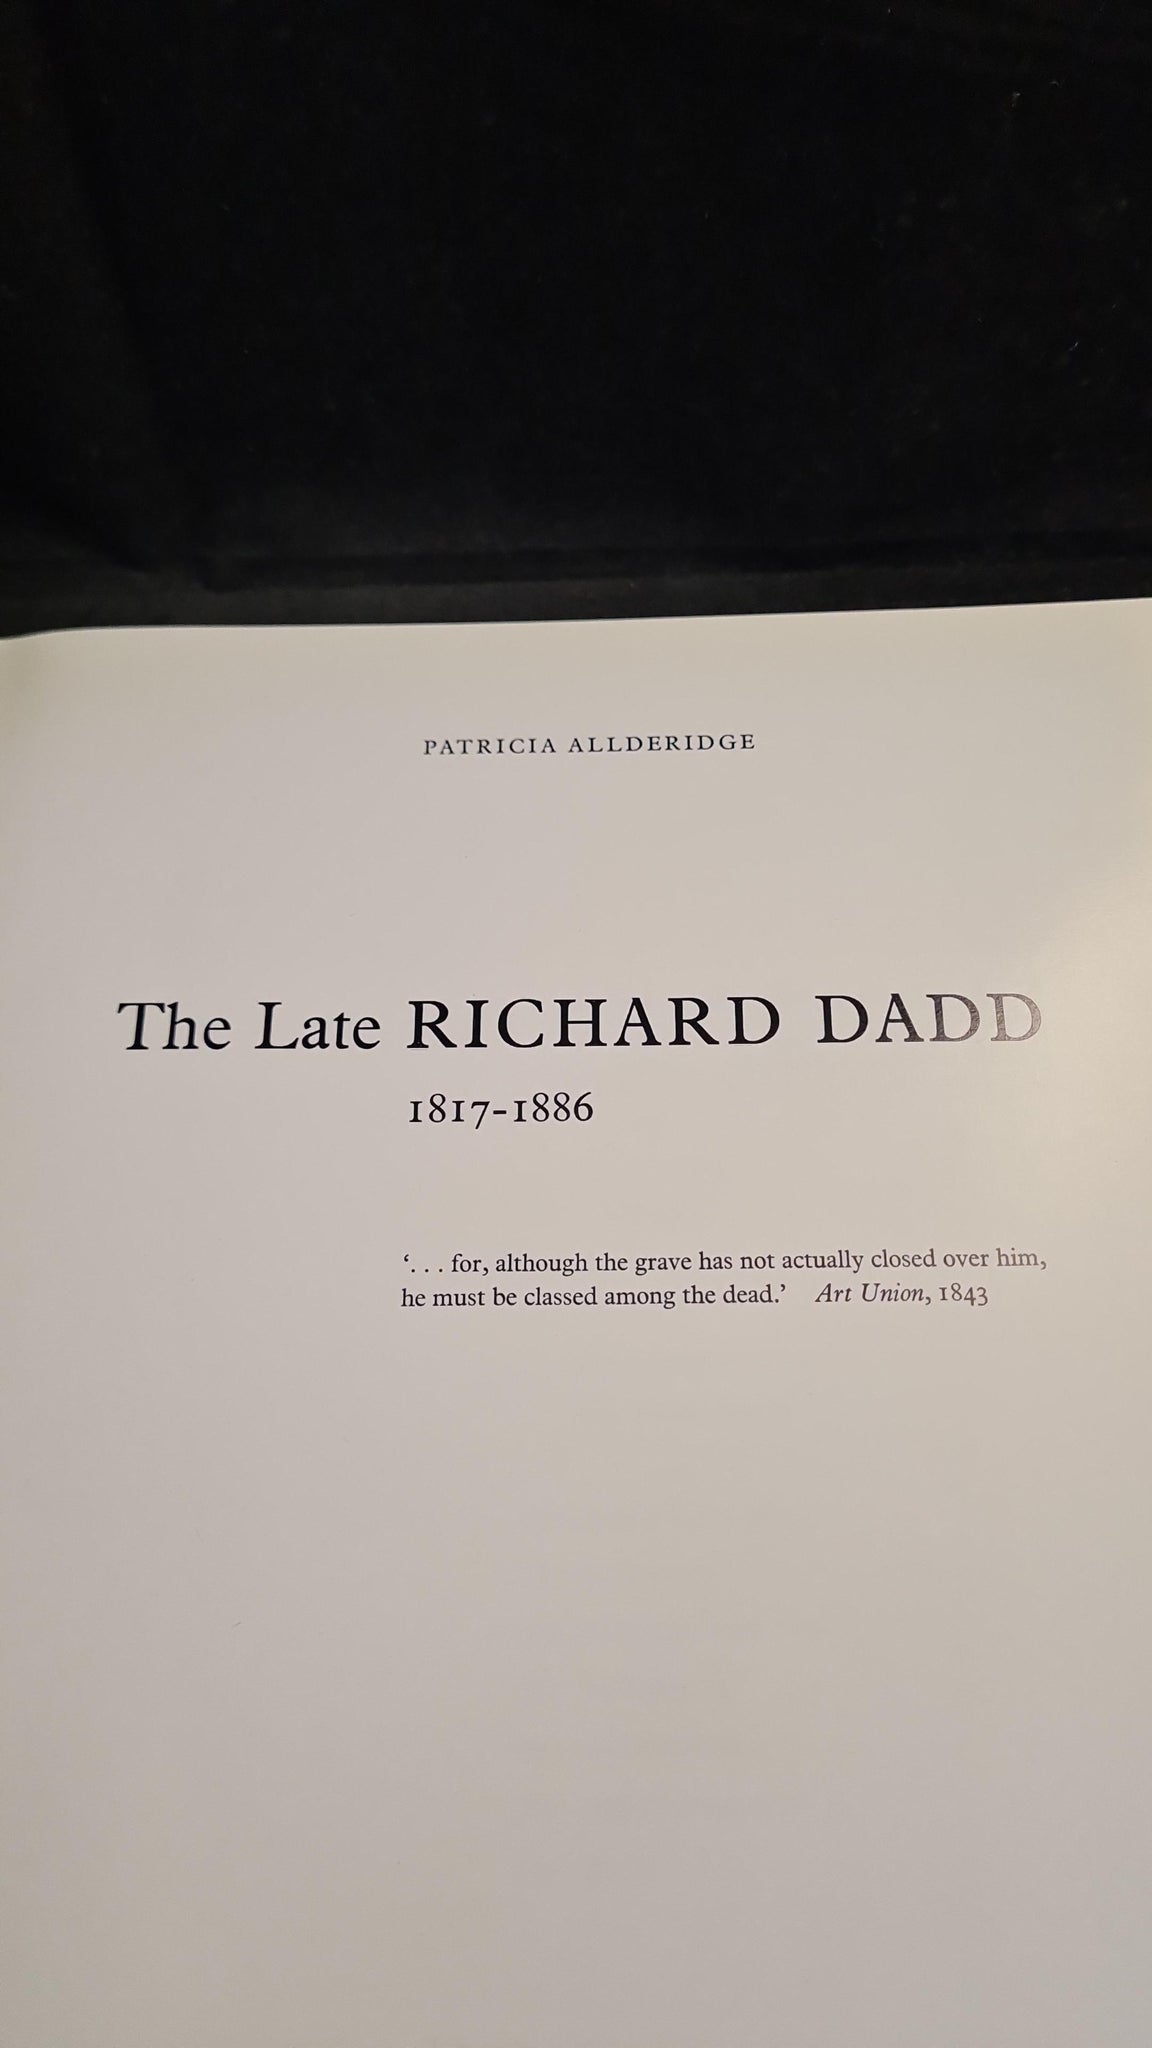 PATRICIA ALLDERIDGE
The Late RICHARD DADD
1817-1886
‘. . . for, although the grave has not actually closed over him,
he must be classed among the dead.’ Art Union, 1843